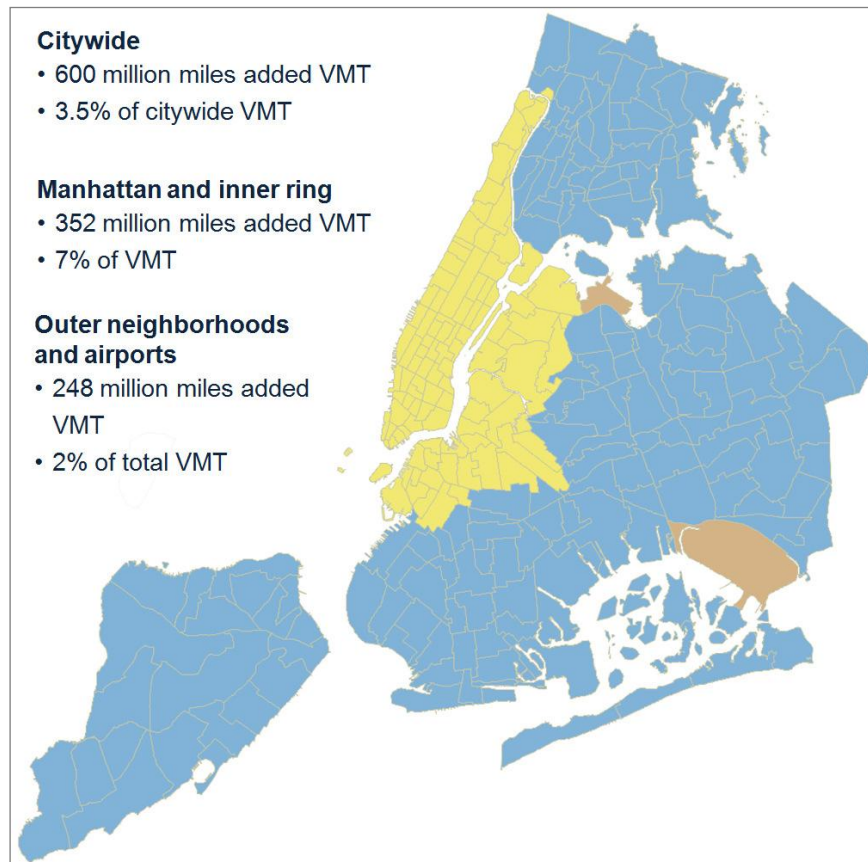 Citywide
• 600 million miles added VMT
• 3.5% of citywide VMT
Manhattan and inner ring
• 352 million miles added VMT
• 7% of VMT
Outer neighborhoods
and airports
• 248 million miles added
VMT
• 2% of total VMT